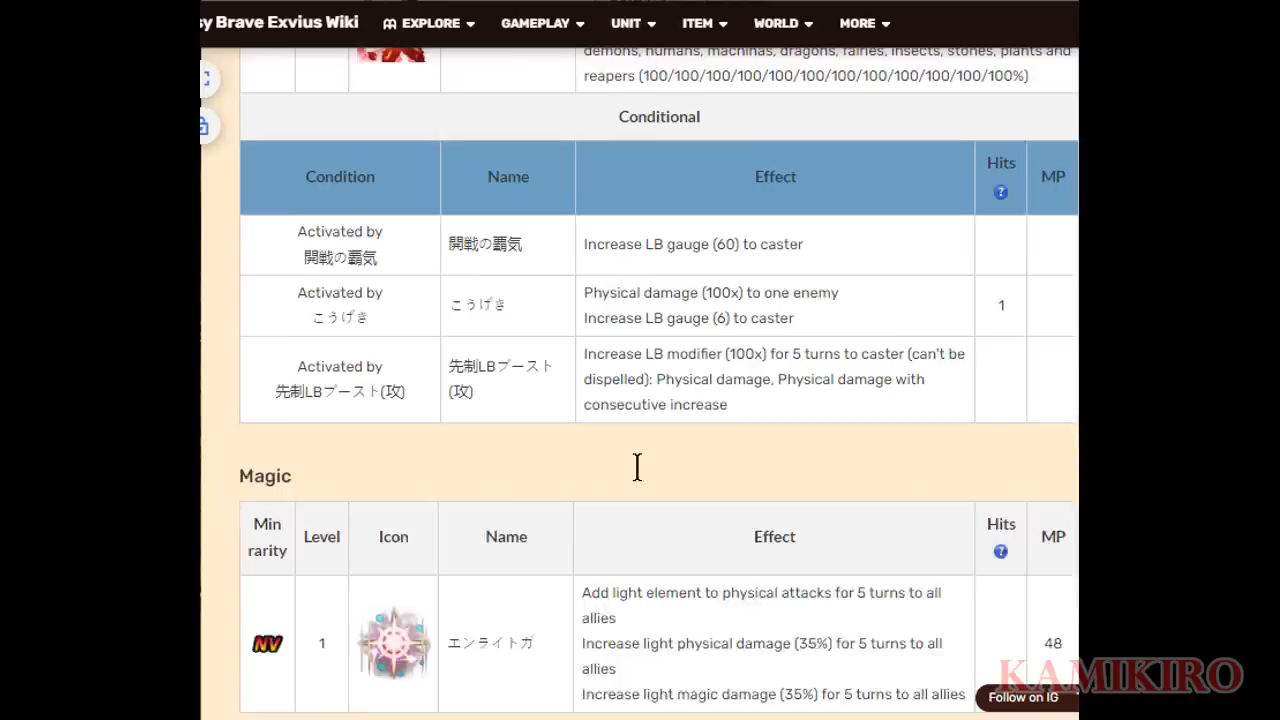 sy Brave Exvius Wiki EXPLORE GAMEPLAY UNIT ITEM WORLD MORE
demons, humans, machinas, dragons, fairies, insects, stones, plants and
reapers (100/100/100/100/100/100/100/100/100/100/100/100%)
Conditional
Condition Name Effect Hits MP
Activated by
開戦の覇気
開戦の覇気
Increase LB gauge (60) to caster
Activated by
こうげき
こうげき
Physical damage (100x) to one enemy
Increase LB gauge (6) to caster
1
Activated by
先制LBブースト(攻)
先制LBブースト
(攻)
Increase LB modifier (100x) for 5 turns to caster (can't be
dispelled): Physical damage, Physical damage with
consecutive increase
Magic
Min
rarity
Level Icon Name Effect Hits MP
NV
1
エンライトガ
Add light element to physical attacks for 5 turns to all
allies
Increase light physical damage (35%) for 5 turns to all
allies
Increase light magic damage (35%) for 5 turns to all allies
48
KAMIKIRO
Follow on IG